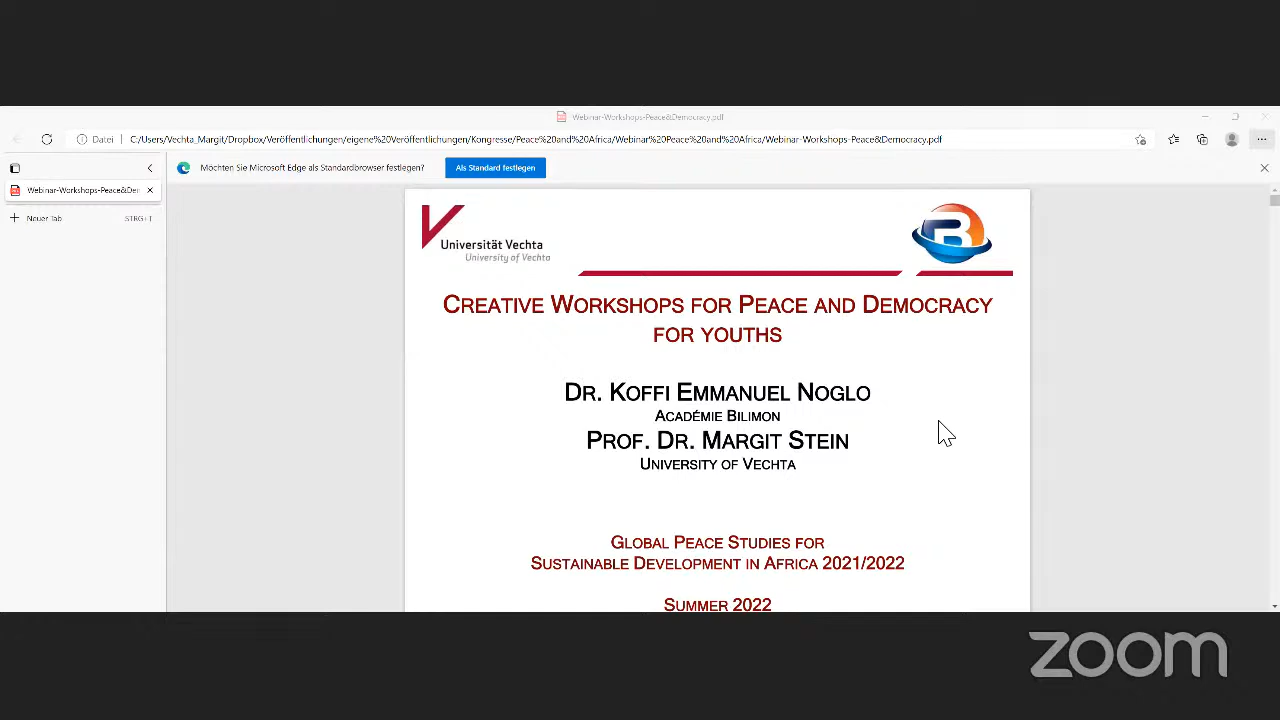 Webinar-Workshops-Peace&Democracy.pdf
Datei C:/Users/Vechta_Margit/Dropbox/Veröffentlichungen/eigene%20Veröffentlichungen/Kongresse/Peace%20and%20Africa/Webinar%20Peace%20and%20Africa/Webinar-Workshops-Peace&Democracy.pdf
Möchten Sie Microsoft Edge als Standardbrowser festlegen? Als Standard festlegen
Webinar-Workshops-Peace&De
Neuer Tab STRG+T
Universität Vechta
University of Vechta
B
CREATIVE WORKSHOPS FOR PEACE AND DEMOCRACY
FOR YOUTHS
DR. KOFFI EMMANUEL NOGLO
ACADÉMIE BILIMON
PROF. DR. MARGIT STEIN
UNIVERSITY OF VECHTA
GLOBAL PEACE STUDIES FOR
SUSTAINABLE DEVELOPMENT IN AFRICA 2021/2022
SUMMER 2022
zoom